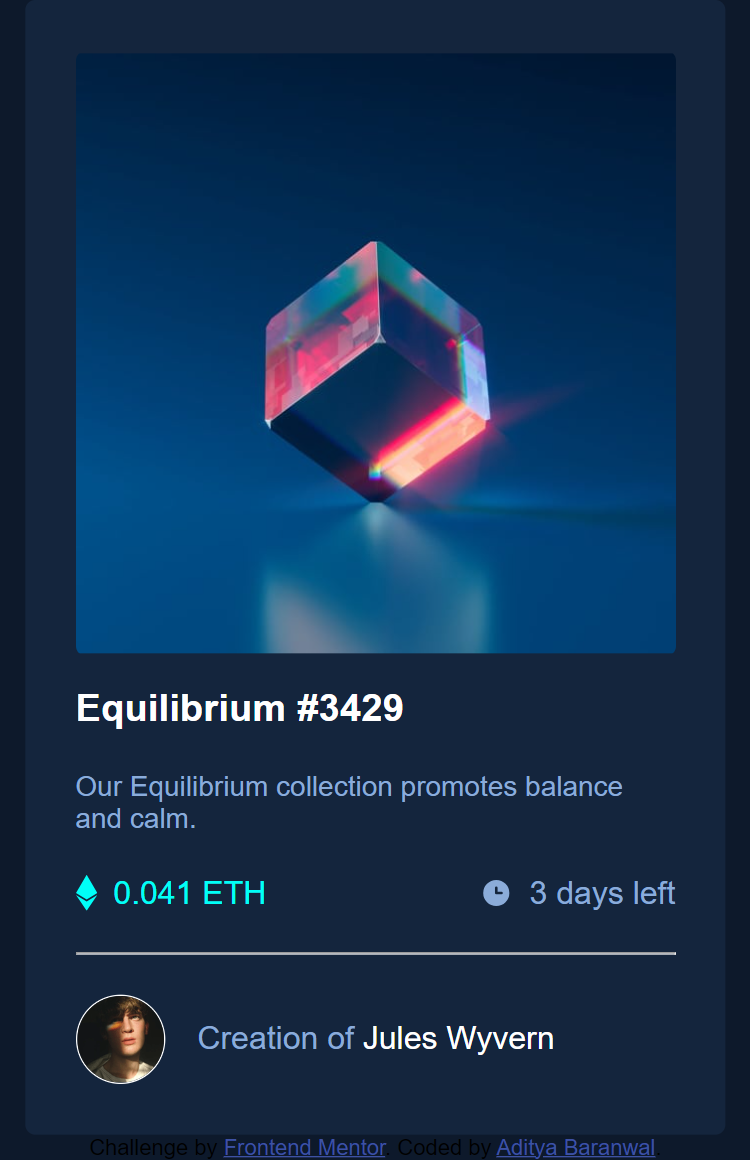 Equilibrium #3429
Our Equilibrium collection promotes balance
and calm.
0.041 ETH
3 days left
Creation of Jules Wyvern
Challenge by Frontend Mentor. Coded by Aditya Baranwal.